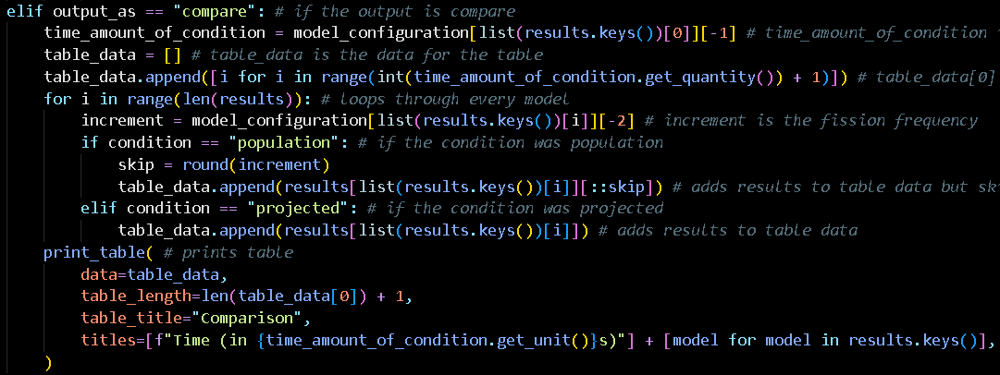 elif output_as == "compare": # if the output is compare
time_amount_of_condition = model_configuration[list(results.keys())[0]][-1] # time_amount_of_condition
table_data = [] # table_data is the data for the table
table_data.append([i for i in range(int(time_amount_of_condition.get_quantity()) + 1)]) # table_data[0]
for i in range(len(results)): # loops through every model
increment = model_configuration[list(results.keys())[i]][-2] # increment is the fission frequency
if condition == "population": # if the condition was population
skip = round(increment)
table_data.append(results[list(results.keys())[i]][::skip]) # adds results to table data but sk
elif condition == "projected": # if the condition was projected
table_data.append(results[list(results.keys())[i]]) # adds results to table data
print_table( # prints table
data=table_data,
table_length=len(table_data[0]) + 1,
table_title="Comparison",
titles=[f"Time (in {time_amount_of_condition.get_unit()}s)"] + [model for model in results.keys()],
)